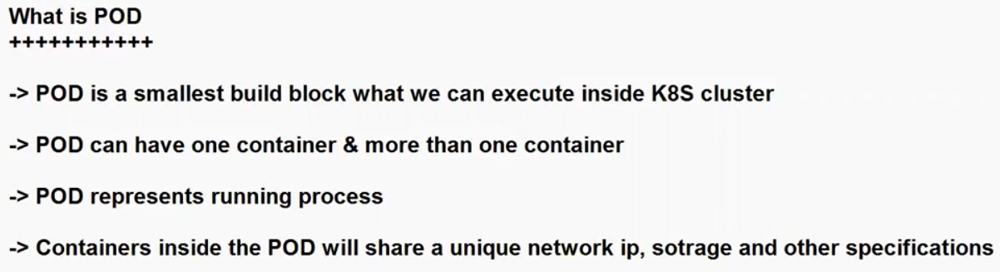 What is POD
+++++++++++
-> POD is a smallest build block what we can execute inside K8S cluster
-> POD can have one container & more than one container
-> POD represents running process
-> Containers inside the POD will share a unique network ip, sotrage and other specifications